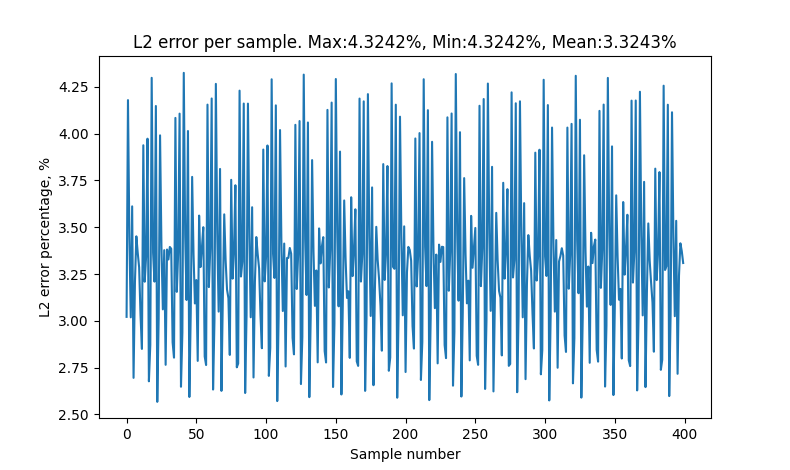 L2 error per sample. Max:4.3242%, Min:4.3242%, Mean:3.3243%
4.25
4.00
3.75
3.50
3.25
3.00
2.75
2.50
L2 error percentage, %
0 50 100 150 200 250 300 350 400
Sample number